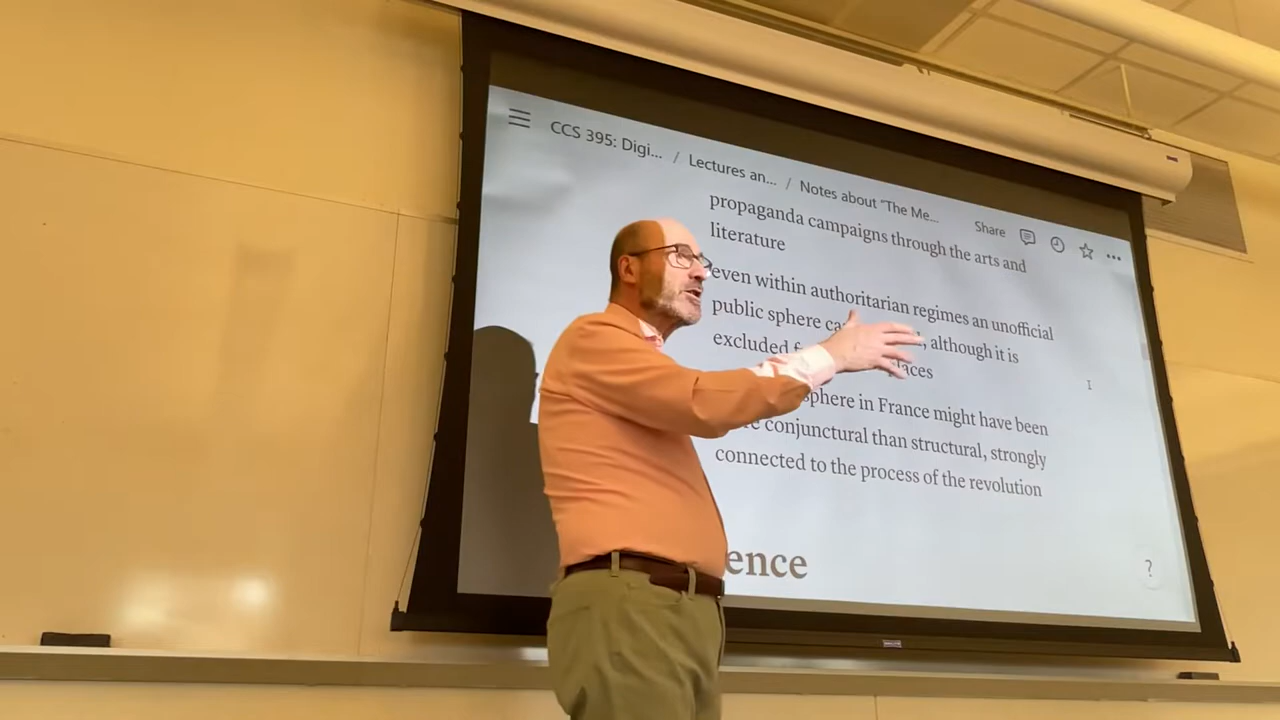 CCS 395: Digi... / Lectures an... / Notes about "The Me...
Share
propaganda campaigns through the arts and
literature
even within authoritarian regimes an unofficial
public sphere , although it is
excluded
sphere in France might have been
conjunctural than structural, strongly
connected to the process of the revolution
ence
?